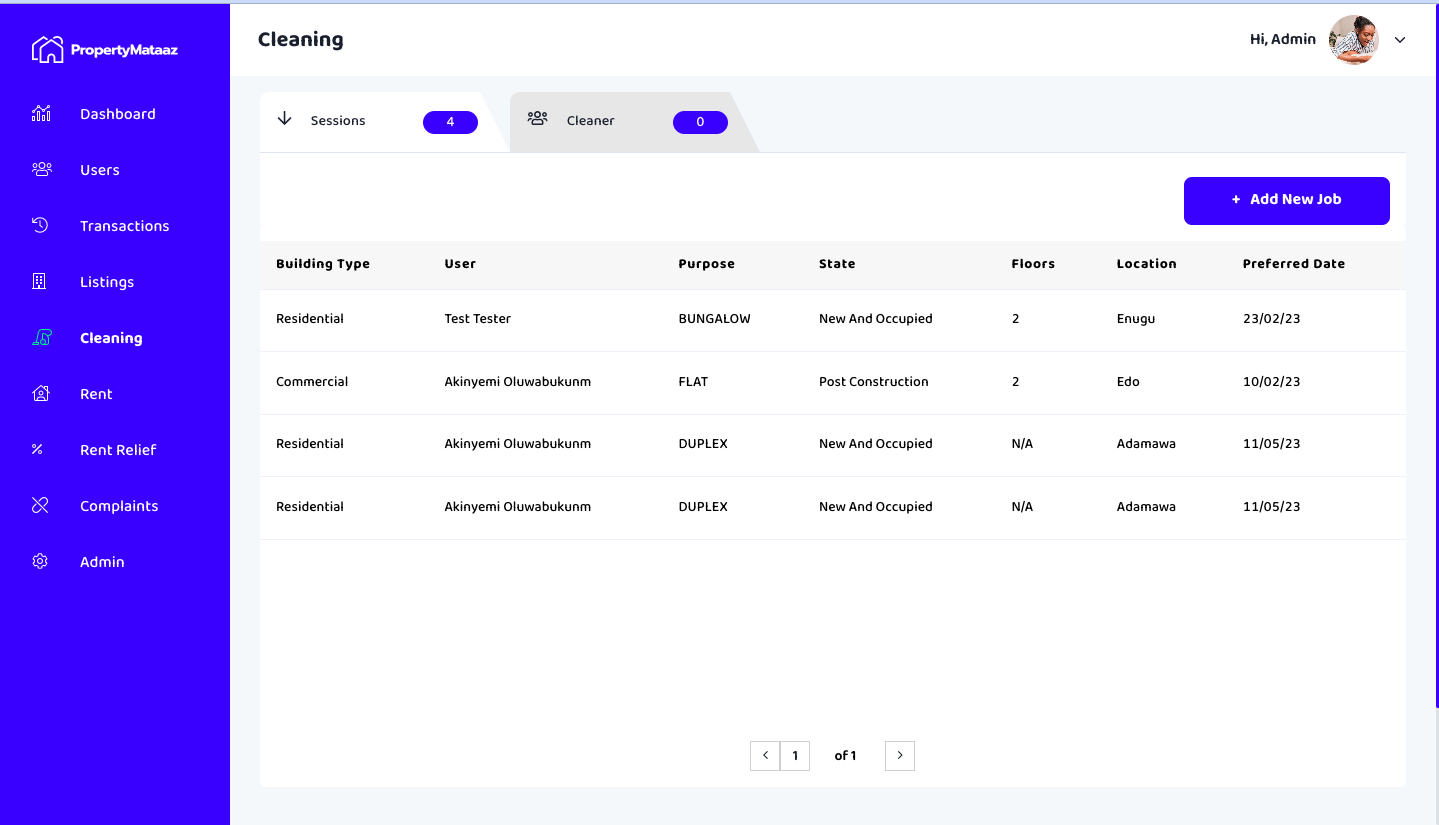 PropertyMataaz
Cleaning
Hi, Admin
Dashboard
Users
Transactions
Listings
Cleaning
Rent
Rent Relief
Complaints
Admin
Sessions 4
Cleaner 0
+ Add New Job
Building Type User Purpose State Floors Location Preferred Date
Residential Test Tester BUNGALOW New And Occupied 2 Enugu 23/02/23
Commercial Akinyemi Oluwabukunm FLAT Post Construction 2 Edo 10/02/23
Residential Akinyemi Oluwabukunm DUPLEX New And Occupied N/A Adamawa 11/05/23
Residential Akinyemi Oluwabukunm DUPLEX New And Occupied N/A Adamawa 11/05/23
< 1 of 1 >